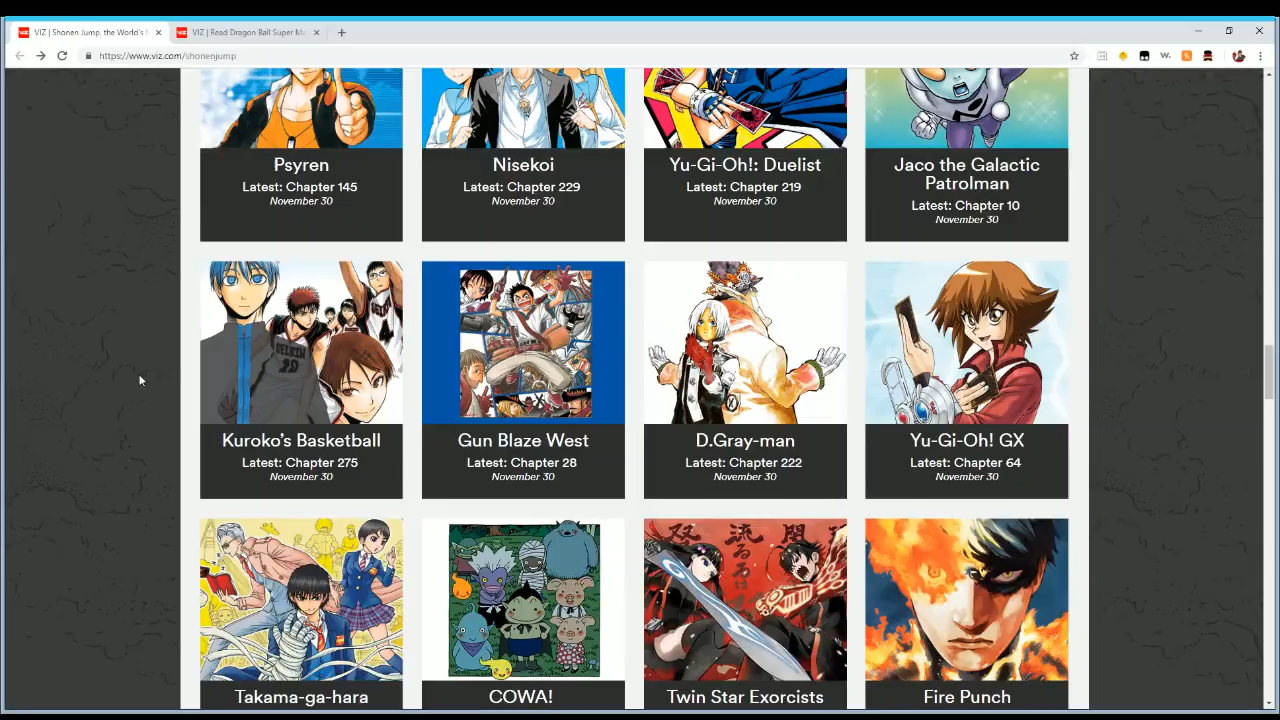 VIZ | Shonen Jump, the World's
VIZ | Read Dragon Ball Super Ma
https://www.viz.com/shonenjump
Psyren
Latest: Chapter 145
November 30
Nisekoi
Latest: Chapter 229
November 30
Yu-Gi-Oh!: Duelist
Latest: Chapter 219
November 30
Jaco the Galactic
Patrolman
Latest: Chapter 10
November 30
Kuroko's Basketball
Latest: Chapter 275
November 30
Gun Blaze West
Latest: Chapter 28
November 30
D.Gray-man
Latest: Chapter 222
November 30
Yu-Gi-Oh! GX
Latest: Chapter 64
November 30
Takama-ga-hara
COWA!
Twin Star Exorcists
Fire Punch